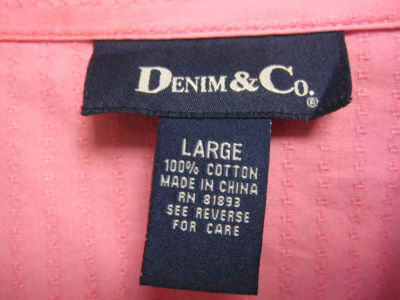 DENIM & CO.®
LARGE
100% COTTON
MADE IN CHINA
RN 81893
SEE REVERSE
FOR CARE